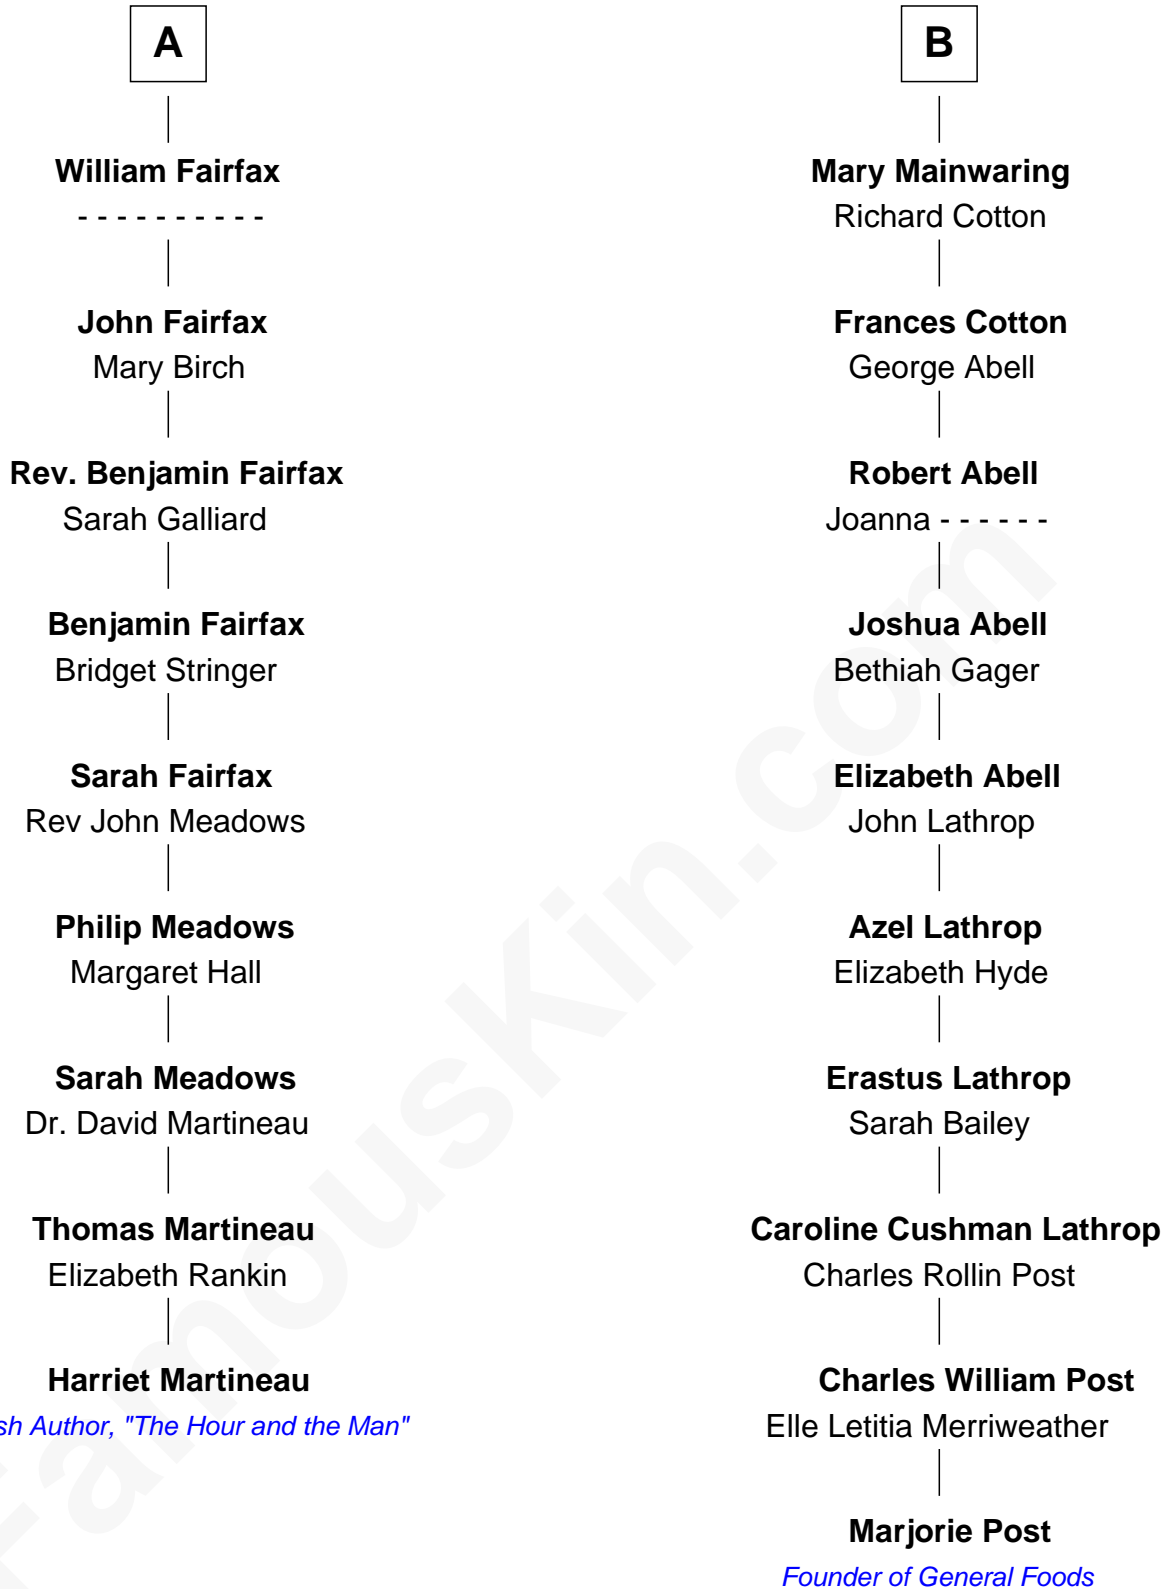 A
William Fairfax
- - - - - - - - - -
John Fairfax
Mary Birch
Rev. Benjamin Fairfax
Sarah Galliard
Benjamin Fairfax
Bridget Stringer
Sarah Fairfax
Rev John Meadows
Philip Meadows
Margaret Hall
Sarah Meadows
Dr. David Martineau
Thomas Martineau
Elizabeth Rankin
Harriet Martineau
sh Author, "The Hour and the Man"
B
Mary Mainwaring
Richard Cotton
Frances Cotton
George Abell
Robert Abell
Joanna - - - - - -
Joshua Abell
Bethiah Gager
Elizabeth Abell
John Lathrop
Azel Lathrop
Elizabeth Hyde
Erastus Lathrop
Sarah Bailey
Caroline Cushman Lathrop
Charles Rollin Post
Charles William Post
Elle Letitia Merriweather
Marjorie Post
Founder of General Foods
FamousKin.com